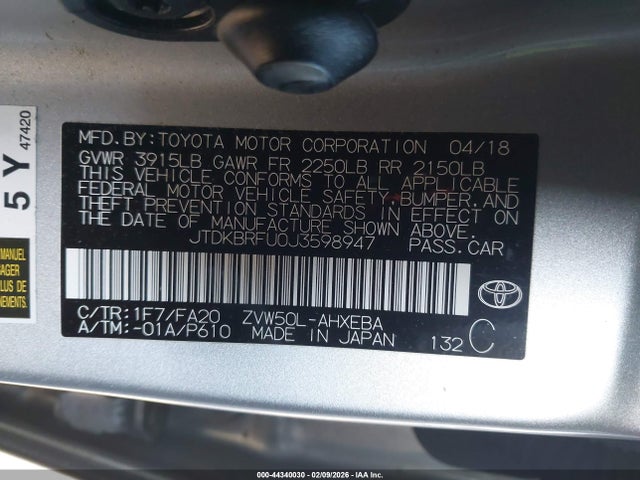 MFD.BY:TOYOTA MOTOR CORPORATION 04/18
GVWR 3915LB GAWR FR 2250LB RR 2150LB
THIS VEHICLE CONFORMS TO ALL APPLICABLE
FEDERAL MOTOR VEHICLE SAFETY,BUMPER,AND
THEFT PREVENTION STANDARDS IN EFFECT ON
THE DATE OF MANUFACTURE SHOWN ABOVE.
JTDKBRFU0J3598947 PASS.CAR
C/TR:1F7/FA20 ZVW50L-AHXEBA
A/TM:-01A/P610 MADE IN JAPAN 132 C
5 Y
47420
MANUEL
PLUS DE
000-44340030 - 02/09/2026 - IAA Inc.